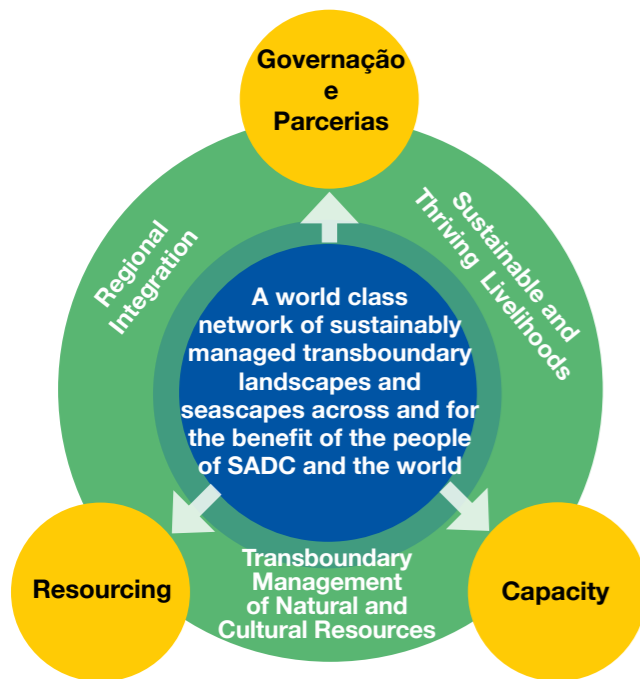 Governação
e
Parcerias
Regional
Integration
Sustainable and
Thriving Livelihoods
A world class
network of sustainably
managed transboundary
landscapes and
seascapes across and for
the benefit of the people
of SADC and the world
Resourcing
Transboundary
Management
of Natural and
Cultural Resources
Capacity